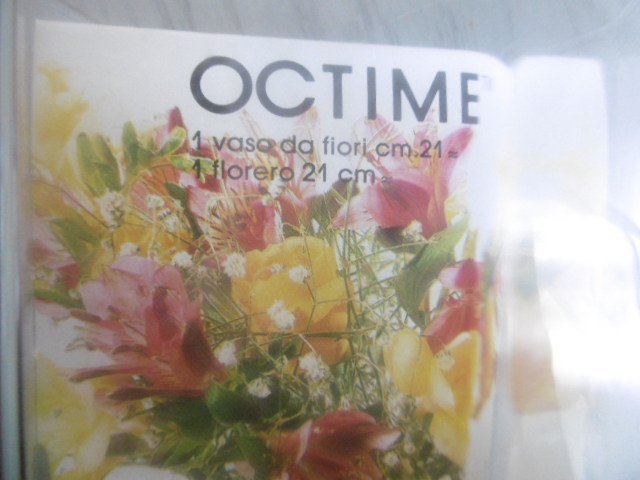 OCTIME
1 vaso da fiori cm.21≈
1 florero 21 cm≈